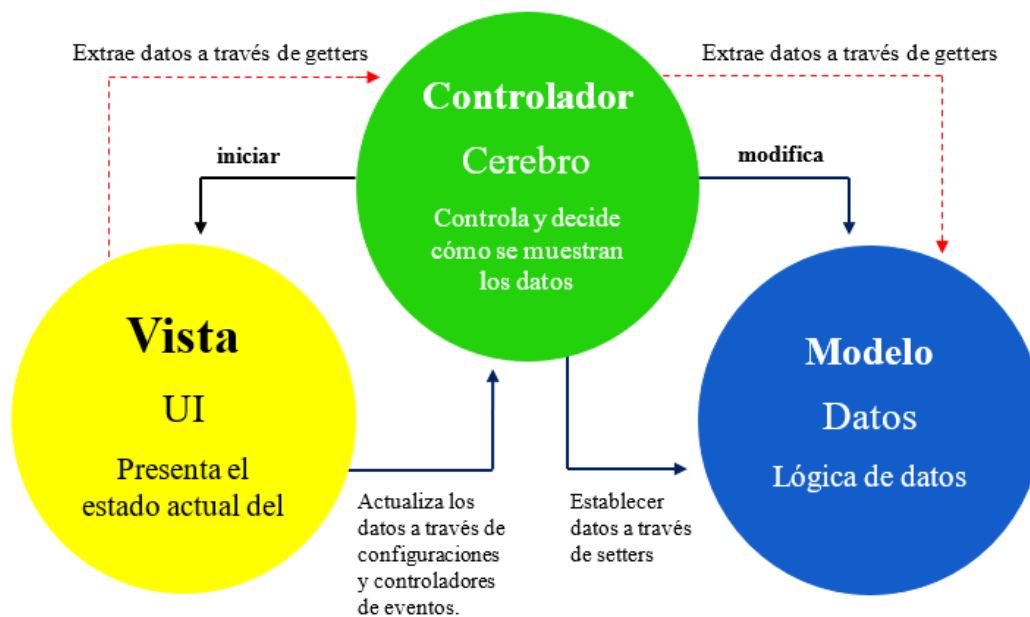 Extrae datos a través de getters
Extrae datos a través de getters
Controlador
Cerebro
Controla y decide
cómo se muestran
los datos
iniciar
modifica
Vista
UI
Presenta el
estado actual del
Modelo
Datos
Lógica de datos
Actualiza los
datos a través de
configuraciones
y controladores
de eventos.
Establecer
datos a través
de setters